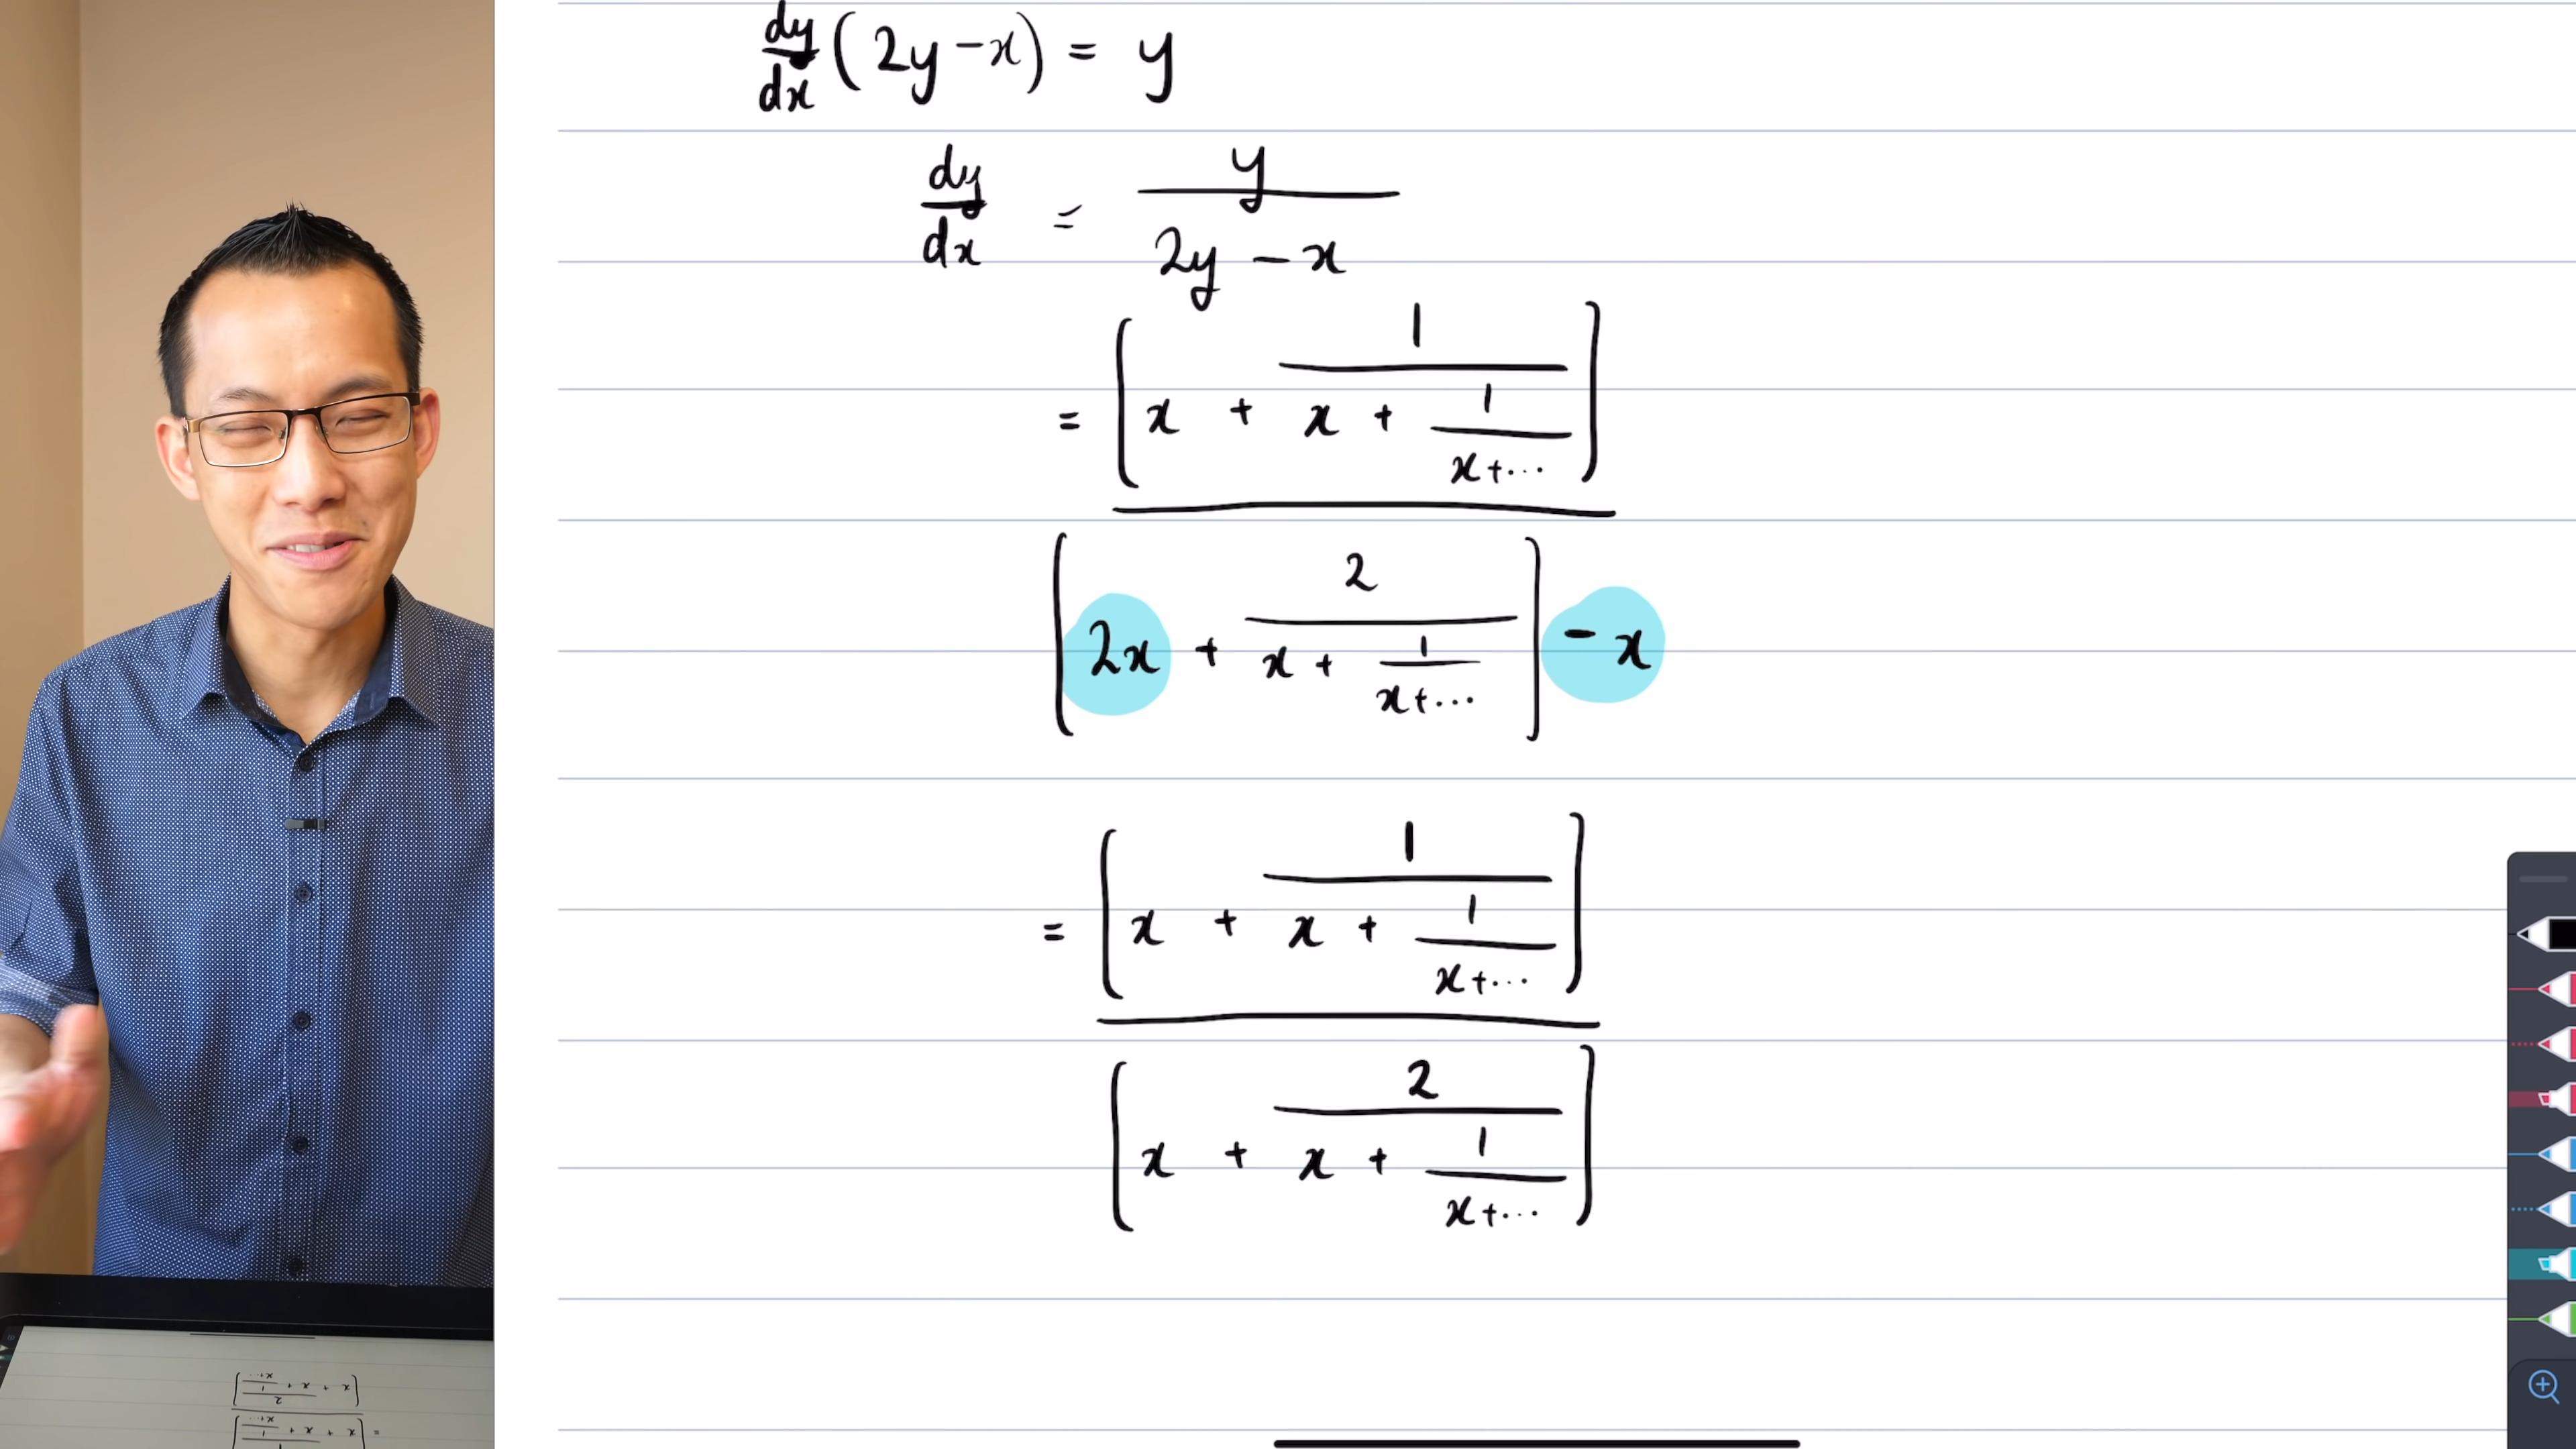 dy/dx (2y − x) = y
dy/dx = y / (2y − x)
= [x + 1/(x + 1/(x + ⋯))] / ([2x + 2/(x + 1/(x + ⋯))] − x)
= [x + 1/(x + 1/(x + ⋯))] / [x + 2/(x + 1/(x + ⋯))]